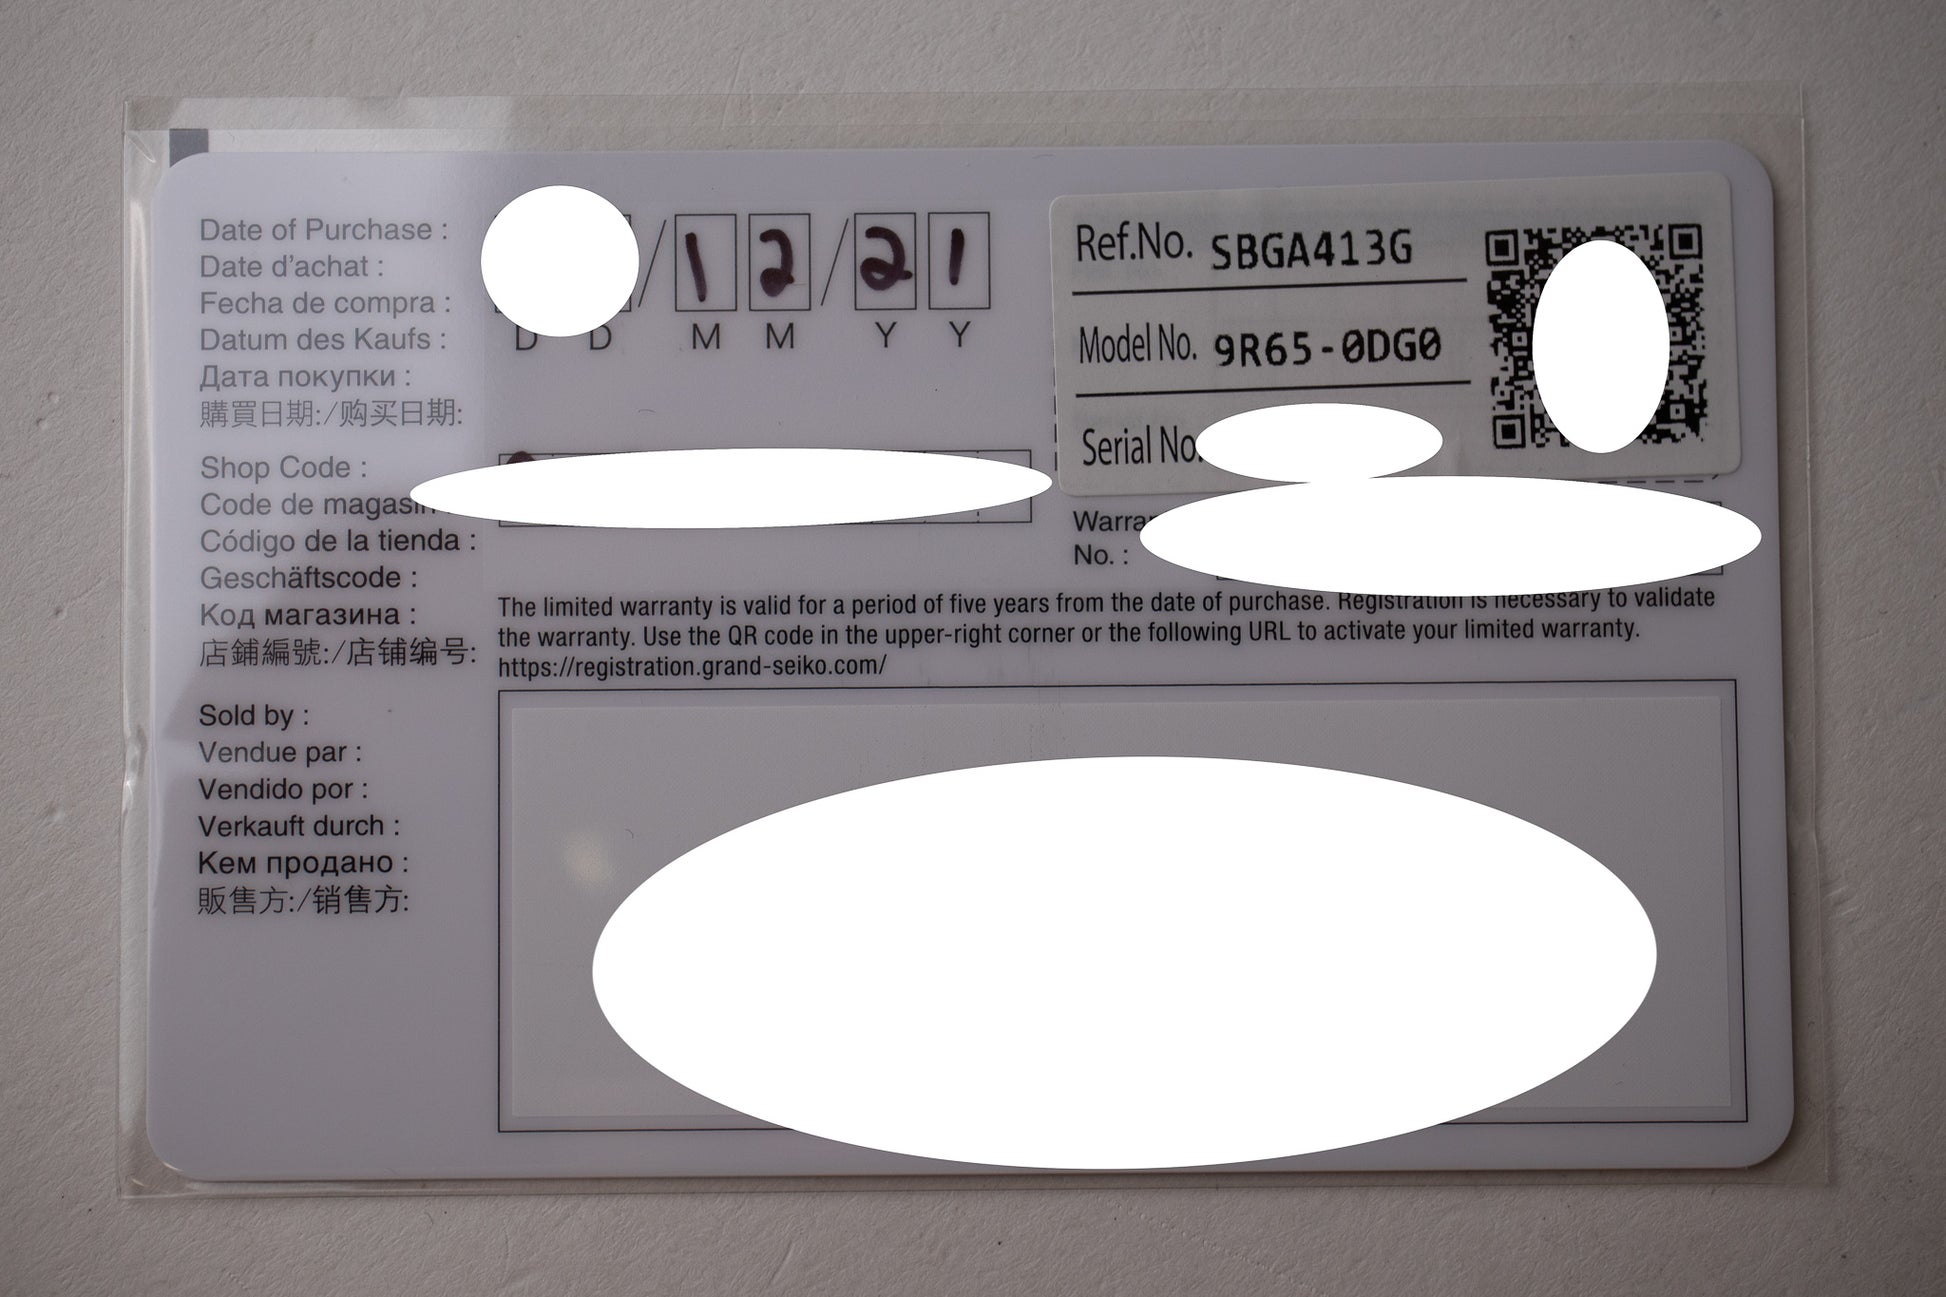 Date of Purchase :
Date d'achat :
Fecha de compra :
Datum des Kaufs :
Дата покупки :
購買日期:/购买日期:
/ 1 2 / 2 1
D D M M Y Y
Ref.No. SBGA413G
Model No. 9R65-0DG0
Serial No.
Shop Code :
Code de
Código de la tienda :
Geschäftscode :
Код магазина :
店鋪編號:/店铺编号:
No. :
The limited warranty is valid for a period of five years from the date of purchase. Registration is necessary to validate
the warranty. Use the QR code in the upper-right corner or the following URL to activate your limited warranty.
https://registration.grand-seiko.com/
Sold by :
Vendue par :
Vendido por :
Verkauft durch :
Кем продано :
販售方:/销售方: